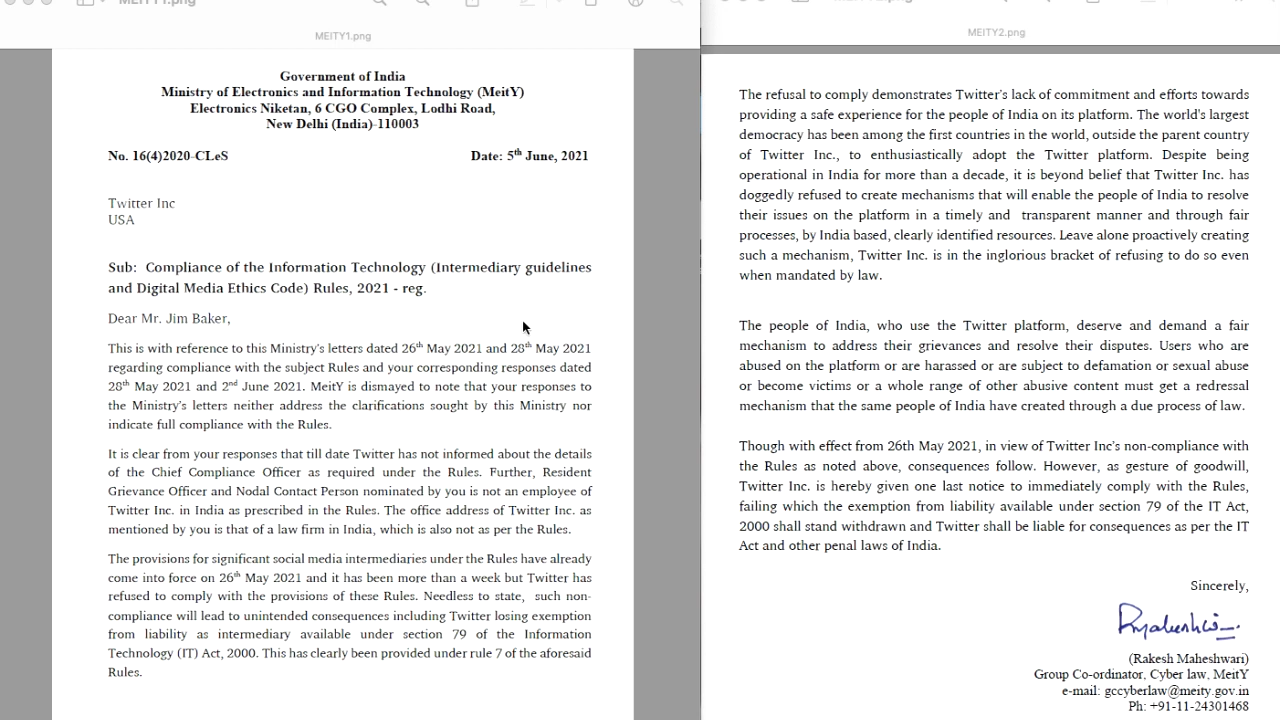 MEITY1.png
MEITY1.png
Government of India
Ministry of Electronics and Information Technology (MeitY)
Electronics Niketan, 6 CGO Complex, Lodhi Road,
New Delhi (India)-110003
No. 16(4)2020-CLeS
Date: 5th June, 2021
Twitter Inc
USA
Sub: Compliance of the Information Technology (Intermediary guidelines
and Digital Media Ethics Code) Rules, 2021 - reg.
Dear Mr. Jim Baker,
This is with reference to this Ministry's letters dated 26th May 2021 and 28th May 2021
regarding compliance with the subject Rules and your corresponding responses dated
28th May 2021 and 2nd June 2021. MeitY is dismayed to note that your responses to
the Ministry's letters neither address the clarifications sought by this Ministry nor
indicate full compliance with the Rules.
It is clear from your responses that till date Twitter has not informed about the details
of the Chief Compliance Officer as required under the Rules. Further, Resident
Grievance Officer and Nodal Contact Person nominated by you is not an employee of
Twitter Inc. in India as prescribed in the Rules. The office address of Twitter Inc. as
mentioned by you is that of a law firm in India, which is also not as per the Rules.
The provisions for significant social media intermediaries under the Rules have already
come into force on 26th May 2021 and it has been more than a week but Twitter has
refused to comply with the provisions of these Rules. Needless to state, such non-
compliance will lead to unintended consequences including Twitter losing exemption
from liability as intermediary available under section 79 of the Information
Technology (IT) Act, 2000. This has clearly been provided under rule 7 of the aforesaid
Rules.
MEITY2.png
The refusal to comply demonstrates Twitter's lack of commitment and efforts towards
providing a safe experience for the people of India on its platform. The world's largest
democracy has been among the first countries in the world, outside the parent country
of Twitter Inc., to enthusiastically adopt the Twitter platform. Despite being
operational in India for more than a decade, it is beyond belief that Twitter Inc. has
doggedly refused to create mechanisms that will enable the people of India to resolve
their issues on the platform in a timely and transparent manner and through fair
processes, by India based, clearly identified resources. Leave alone proactively creating
such a mechanism, Twitter Inc. is in the inglorious bracket of refusing to do so even
when mandated by law.
The people of India, who use the Twitter platform, deserve and demand a fair
mechanism to address their grievances and resolve their disputes. Users who are
abused on the platform or are harassed or are subject to defamation or sexual abuse
or become victims or a whole range of other abusive content must get a redressal
mechanism that the same people of India have created through a due process of law.
Though with effect from 26th May 2021, in view of Twitter Inc's non-compliance with
the Rules as noted above, consequences follow. However, as gesture of goodwill,
Twitter Inc. is hereby given one last notice to immediately comply with the Rules,
failing which the exemption from liability available under section 79 of the IT Act,
2000 shall stand withdrawn and Twitter shall be liable for consequences as per the IT
Act and other penal laws of India.
Sincerely,
(Rakesh Maheshwari)
Group Co-ordinator, Cyber law, MeitY
e-mail: gccyberlaw@meity.gov.in
Ph: +91-11-24301468